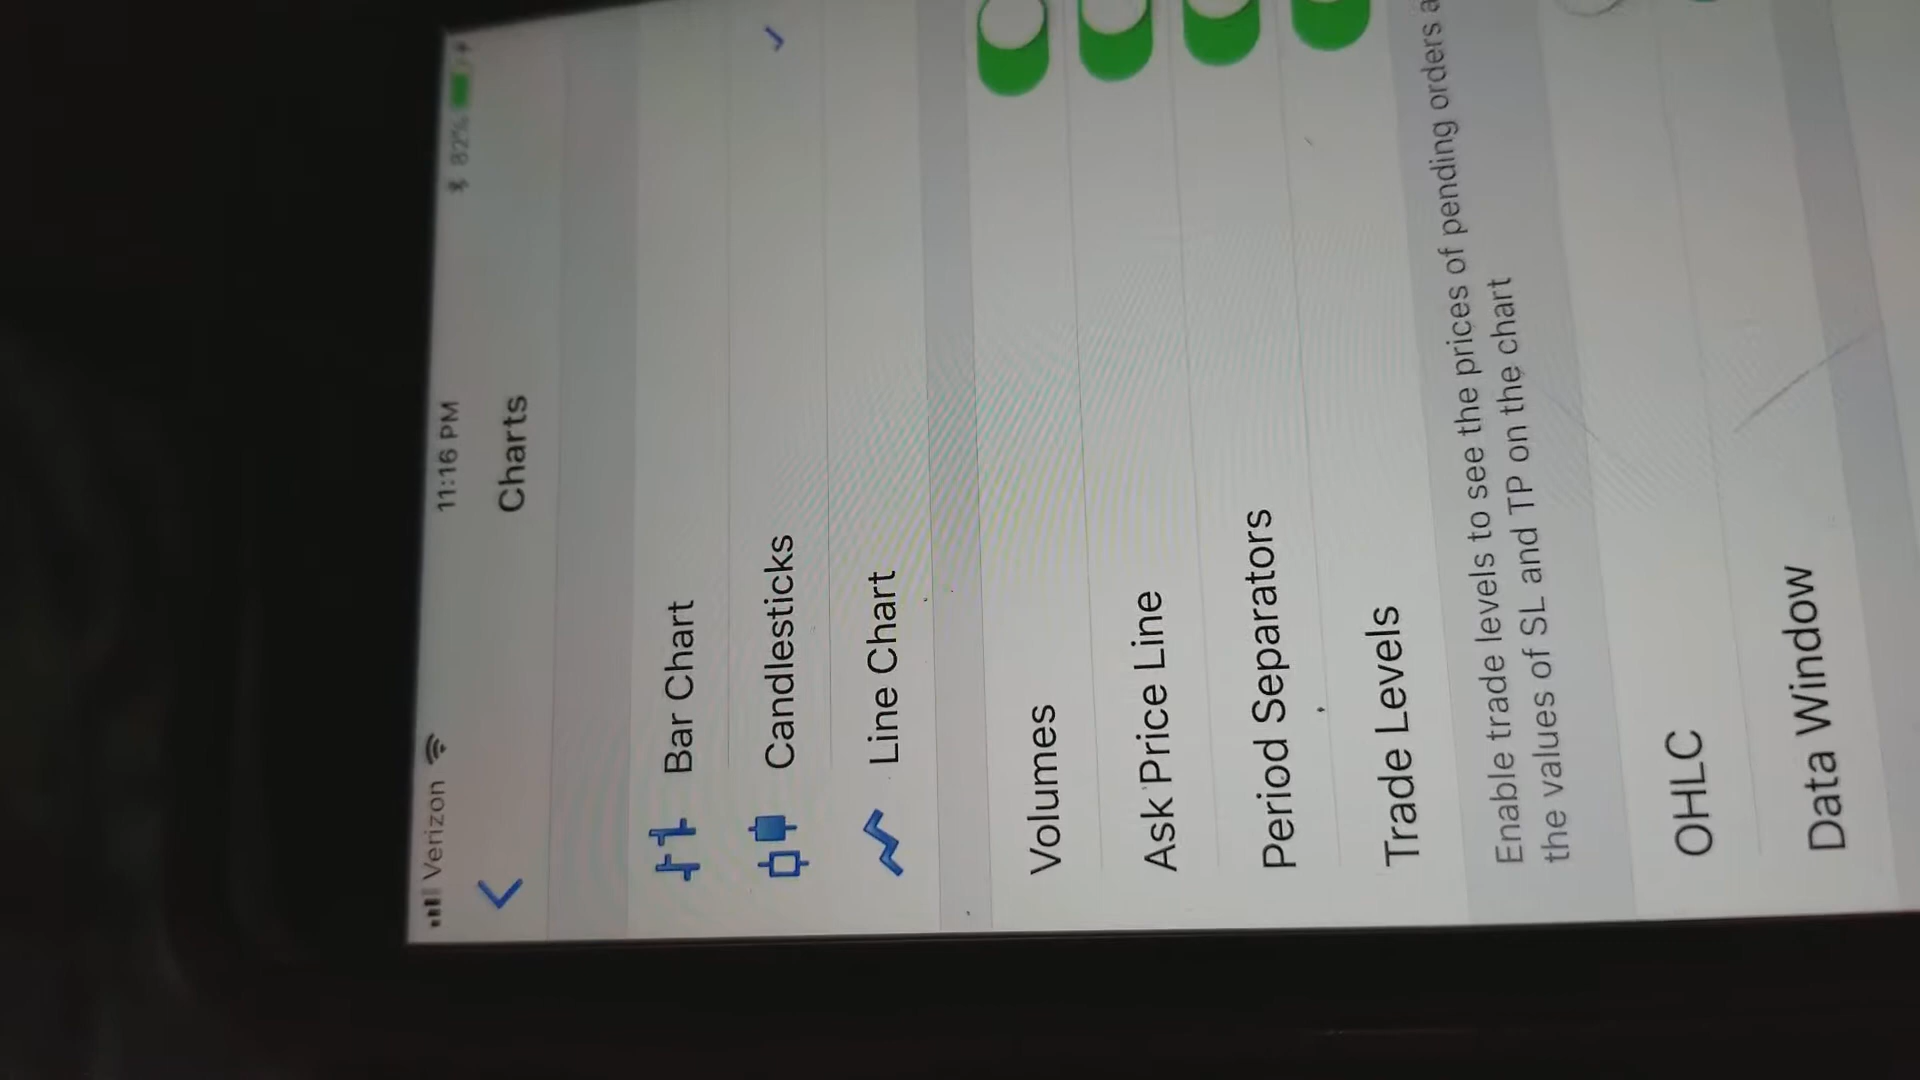 Verizon 11:16 PM 82%
Charts
Bar Chart
Candlesticks
Line Chart
Volumes
Ask Price Line
Period Separators
Trade Levels
Enable trade levels to see the prices of pending orders a
the values of SL and TP on the chart
OHLC
Data Window